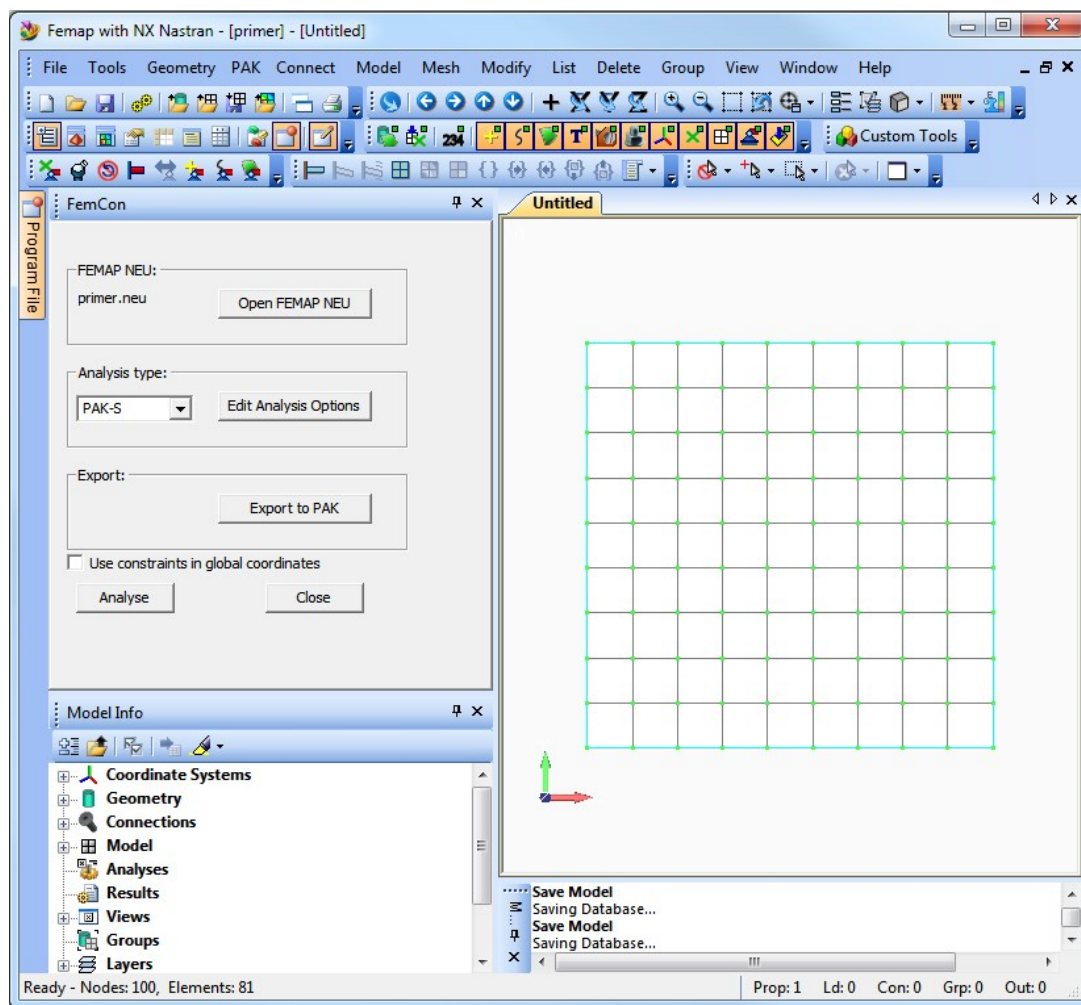 Femap with NX Nastran - [primer] - [Untitled]
File Tools Geometry PAK Connect Model Mesh Modify List Delete Group View Window Help
234 T Custom Tools
Program File
FemCon
Untitled
FEMAP NEU:
primer.neu
Open FEMAP NEU
Analysis type:
PAK-S
Edit Analysis Options
Export:
Export to PAK
Use constraints in global coordinates
Analyse Close
Model Info
Coordinate Systems
Geometry
Connections
Model
Analyses
Results
Views
Groups
Layers
Save Model
Saving Database...
Save Model
Saving Database...
Ready - Nodes: 100, Elements: 81 Prop: 1 Ld: 0 Con: 0 Grp: 0 Out: 0